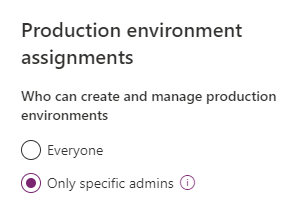 Production environment
assignments
Who can create and manage production
environments
Everyone
Only specific admins